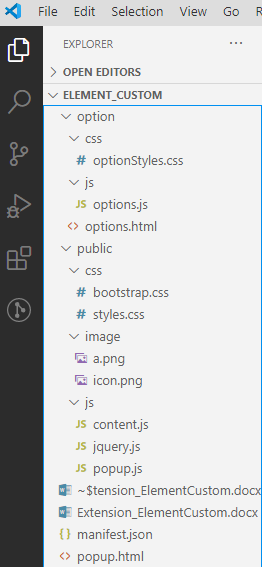 File Edit View Go R
EXPLORER
OPEN EDITORS
ELEMENT_CUSTOM
option
css
# optionStyles.css
js
JS options.js
<> options.html
public
css
# bootstrap.css
# styles.css
image
a.png
icon.png
js
JS content.js
JS jquery.js
JS popup.js
~$tension_ElementCustom.docx
Extension_ElementCustom.docx
{} manifest.json
<> popup.html